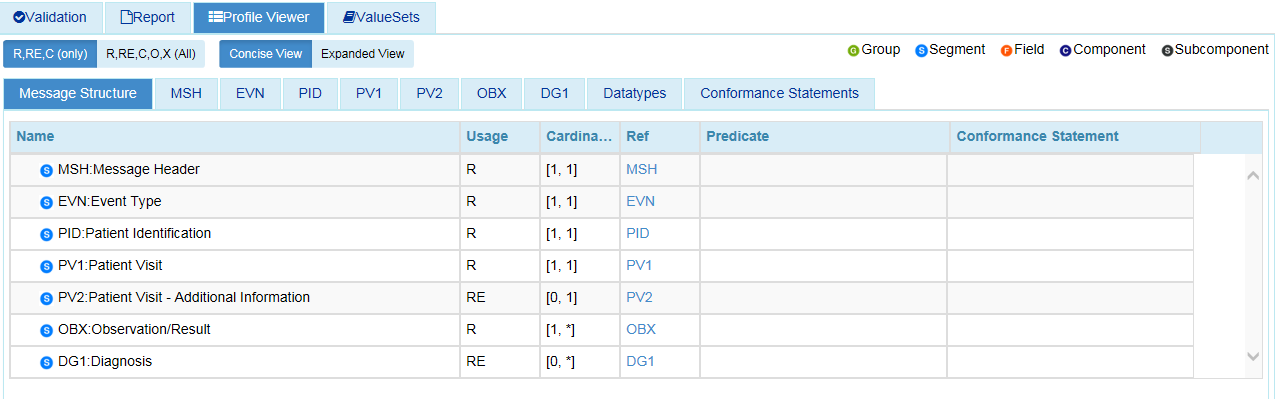 Validation Report Profile Viewer ValueSets
R,RE,C (only) R,RE,C,O,X (All) Concise View Expanded View G Group S Segment F Field C Component S Subcomponent
Message Structure MSH EVN PID PV1 PV2 OBX DG1 Datatypes Conformance Statements
Name Usage Cardina... Ref Predicate Conformance Statement
S MSH:Message Header R [1, 1] MSH
S EVN:Event Type R [1, 1] EVN
S PID:Patient Identification R [1, 1] PID
S PV1:Patient Visit R [1, 1] PV1
S PV2:Patient Visit - Additional Information RE [0, 1] PV2
S OBX:Observation/Result R [1, *] OBX
S DG1:Diagnosis RE [0, *] DG1